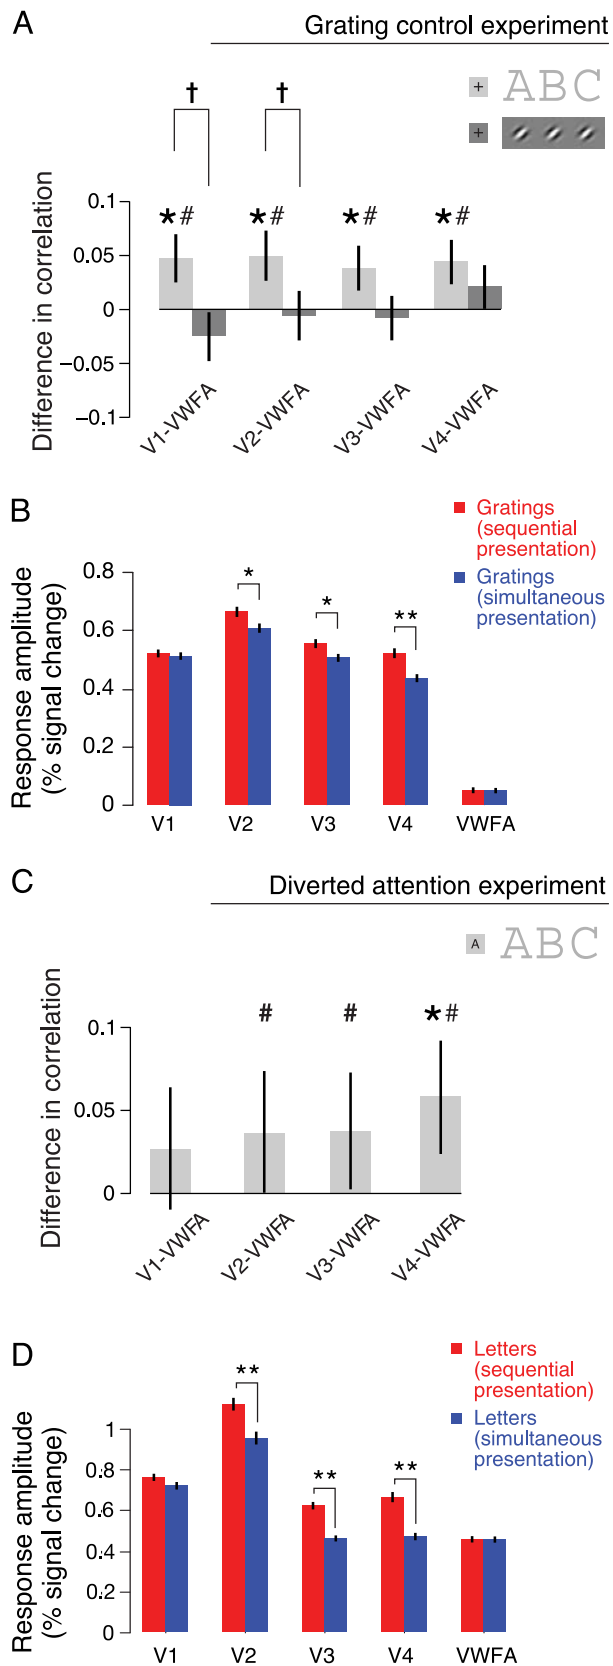 A
Grating control experiment
+ ABC
+
† †
Difference in correlation
0.1
0.05
0
−0.05
−0.1
*# *# *# *#
V1-VWFA V2-VWFA V3-VWFA V4-VWFA
B
Gratings
(sequential
presentation)
Gratings
(simultaneous
presentation)
Response amplitude
(% signal change)
0.8
0.6
0.4
0.2
0
* * **
V1 V2 V3 V4 VWFA
C
Diverted attention experiment
A ABC
Difference in correlation
0.1
0.05
0
# # *#
V1-VWFA V2-VWFA V3-VWFA V4-VWFA
D
Letters
(sequential
presentation)
Letters
(simultaneous
presentation)
Response amplitude
(% signal change)
1
0.8
0.6
0.4
0.2
0
** ** **
V1 V2 V3 V4 VWFA